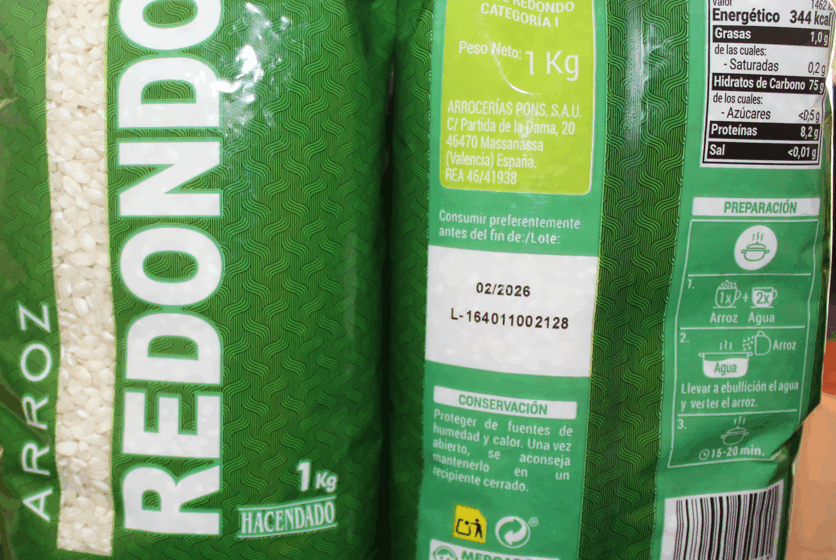 ARROZ
REDONDO
1 Kg
HACENDADO
REDONDO
CATEGORÍA I
Peso Neto: 1 Kg
ARROCERÍAS PONS, S.A.U.
C/ Partida de la Dama, 20
46470 Massanassa
(Valencia) España.
REA 46/41938
Consumir preferentemente
antes del fin de:/Lote:
02/2026
L-164011002128
CONSERVACIÓN
Proteger de fuentes de
humedad y calor. Una vez
abierto, se aconseja
mantenerlo en un
recipiente cerrado.
Valor
Energético 344 kcal
Grasas 1,0 g
de las cuales:
- Saturadas 0,2 g
Hidratos de Carbono 75 g
de los cuales:
- Azúcares <0,5 g
Proteínas 8,2 g
Sal <0,01 g
PREPARACIÓN
1.
1x + 2x
Arroz Agua
2.
Arroz
Agua
Llevar a ebullición el agua
y verter el arroz.
3.
15-20 min.